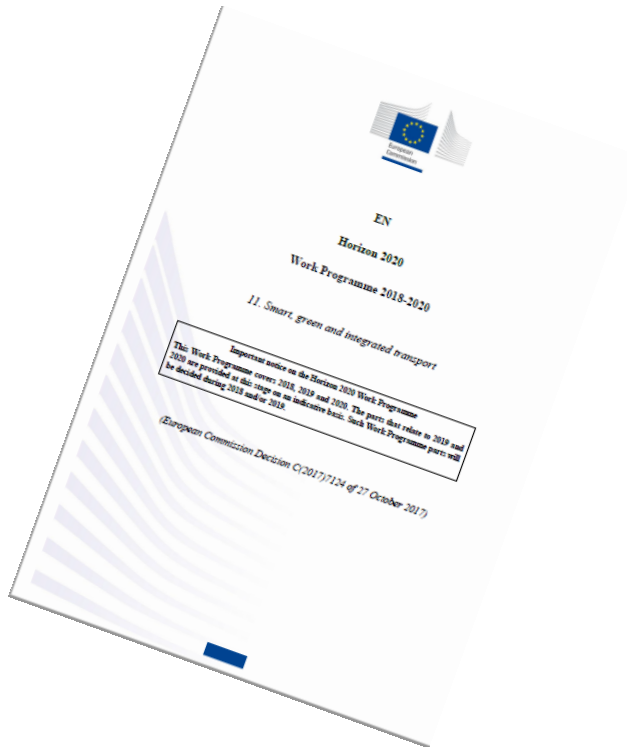 European
Commission
EN
Horizon 2020
Work Programme 2018-2020
11. Smart, green and integrated transport
Important notice on the Horizon 2020 Work Programme
This Work Programme covers 2018, 2019 and 2020. The parts that relate to 2019 and
2020 are provided at this stage on an indicative basis. Such Work Programme parts will
be decided during 2018 and/or 2019.
(European Commission Decision C(2017)7124 of 27 October 2017)